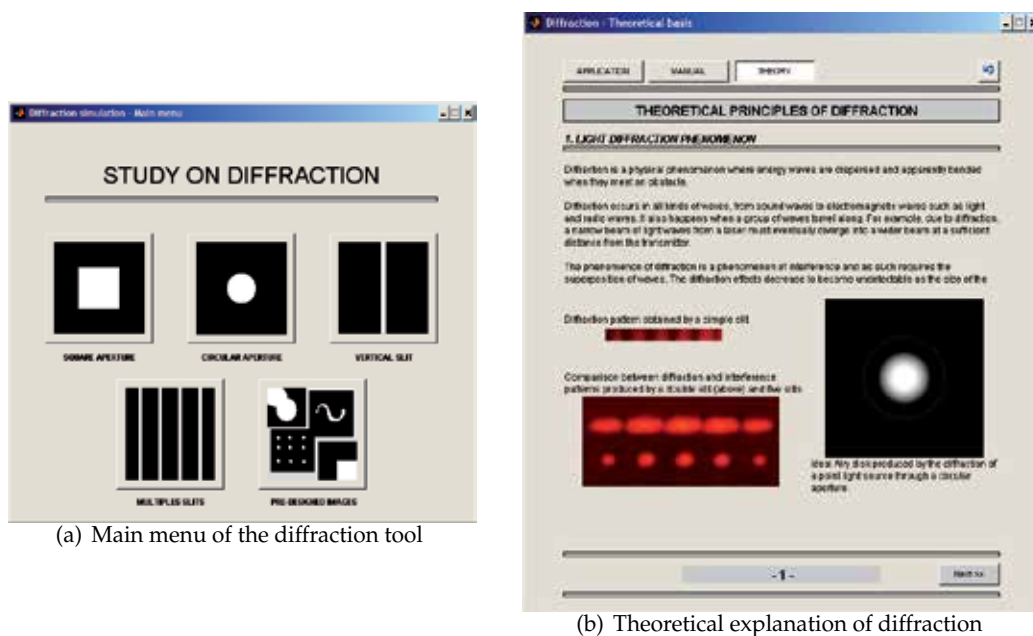 Diffraction simulation - Main menu
STUDY ON DIFFRACTION
SQUARE APERTURE
CIRCULAR APERTURE
VERTICAL SLIT
MULTIPLES SLITS
PRE-DESIGNED IMAGES
(a) Main menu of the diffraction tool
Diffraction - Theoretical basis
APPLICATION
MANUAL
THEORY
THEORETICAL PRINCIPLES OF DIFFRACTION
1. LIGHT DIFFRACTION PHENOMENON
Diffraction is a physical phenomenon where energy waves are dispersed and apparently bended
when they meet an obstacle.
Diffraction occurs in all kinds of waves, from sound waves to electromagnetic waves such as light
and radio waves. It also happens when a group of waves travel along. For example, due to diffraction,
a narrow beam of light waves from a laser must eventually diverge into a wider beam at a sufficient
distance from the transmitter.
The phenomenon of diffraction is a phenomenon of interference and as such requires the
superposition of waves. The diffraction effects decrease to become undetectable as the size of the
Diffraction pattern obtained by a simple slit
Comparison between diffraction and interference
patterns produced by a double slit (above) and five slits
Ideal Airy disk produced by the diffraction of
a point light source through a circular
aperture.
- 1 -
Next >>
(b) Theoretical explanation of diffraction